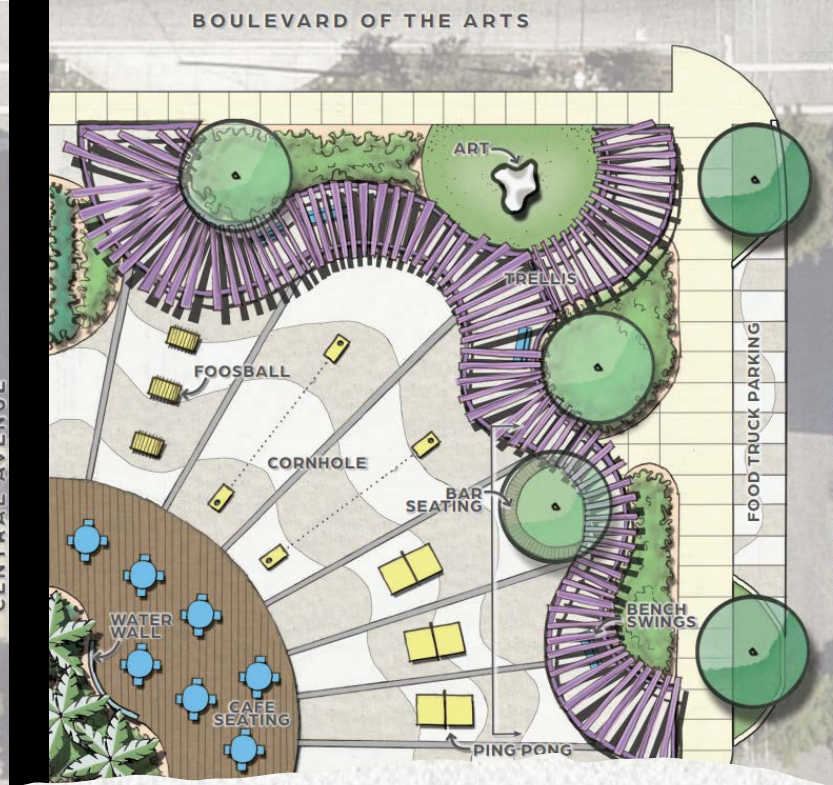 BOULEVARD OF THE ARTS
ART
TRELLIS
FOOSBALL
FOOD TRUCK PARKING
CORNHOLE
BAR
SEATING
CENTRAL AVENUE
WATER
WALL
BENCH
SWINGS
CAFE
SEATING
PING PONG